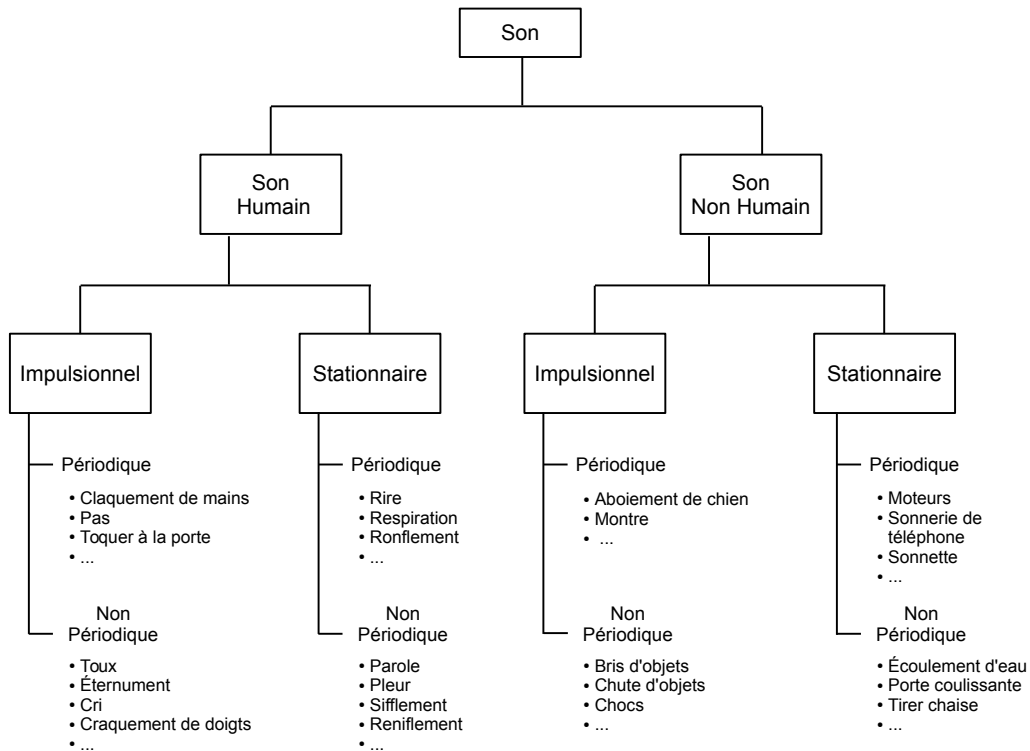 Son
Son
Humain
Son
Non Humain
Impulsionnel
Stationnaire
Impulsionnel
Stationnaire
Périodique
• Claquement de mains
• Pas
• Toquer à la porte
• ...
Périodique
• Rire
• Respiration
• Ronflement
• ...
Périodique
• Aboiement de chien
• Montre
• ...
Périodique
• Moteurs
• Sonnerie de
téléphone
• Sonnette
• ...
Non
Périodique
• Toux
• Éternument
• Cri
• Craquement de doigts
• ...
Non
Périodique
• Parole
• Pleur
• Sifflement
• Reniflement
• ...
Non
Périodique
• Bris d'objets
• Chute d'objets
• Chocs
• ...
Non
Périodique
• Écoulement d'eau
• Porte coulissante
• Tirer chaise
• ...